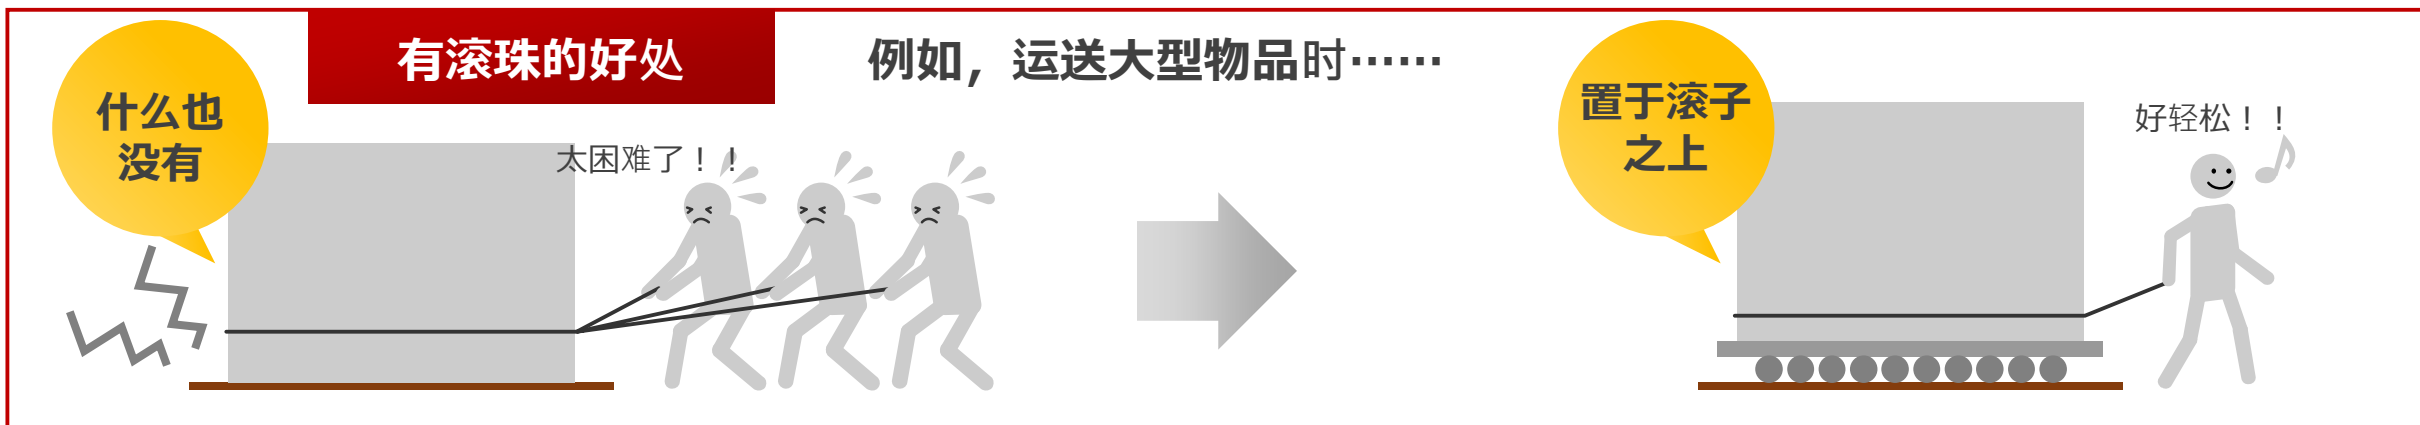 有滚珠的好处
例如，运送大型物品时……
什么也
没有
太困难了！！
置于滚子
之上
好轻松！！